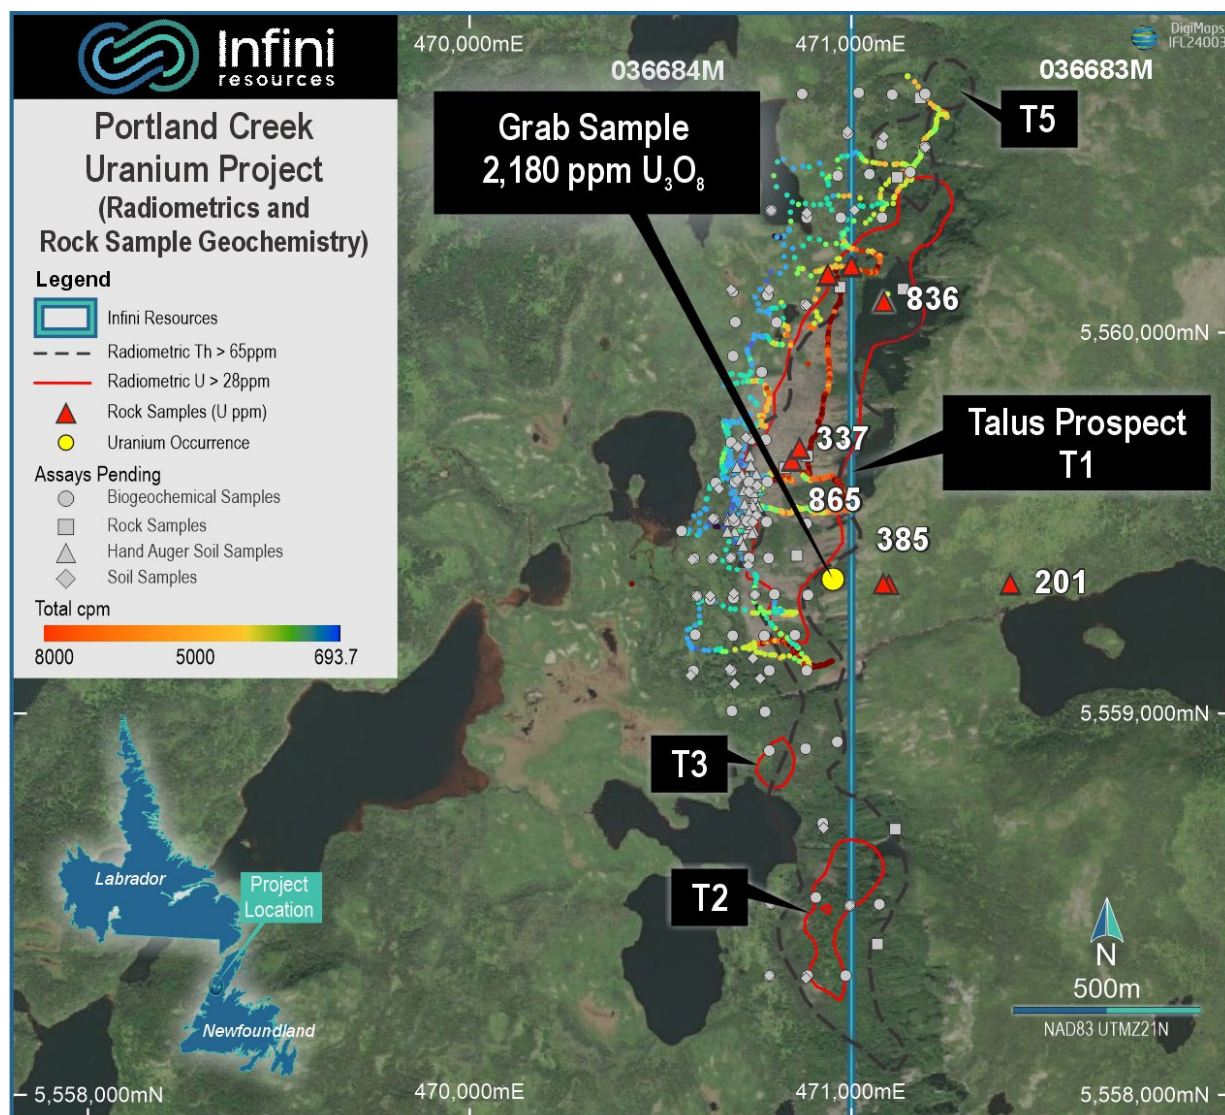 Infini
resources
Portland Creek
Uranium Project
(Radiometrics and
Rock Sample Geochemistry)
Legend
Infini Resources
Radiometric Th > 65ppm
Radiometric U > 28ppm
Rock Samples (U ppm)
Uranium Occurrence
Assays Pending
Biogeochemical Samples
Rock Samples
Hand Auger Soil Samples
Soil Samples
Total cpm
8000 5000 693.7
470,000mE 471,000mE
DigiMaps
IFL24003
036684M 036683M
Grab Sample
2,180 ppm U₃O₈
T5
836
5,560,000mN
337
Talus Prospect
T1
865
385
201
5,559,000mN
T3
T2
Labrador
Project
Location
Newfoundland
N
500m
NAD83 UTMZ21N
5,558,000mN 470,000mE 471,000mE 5,558,000mN